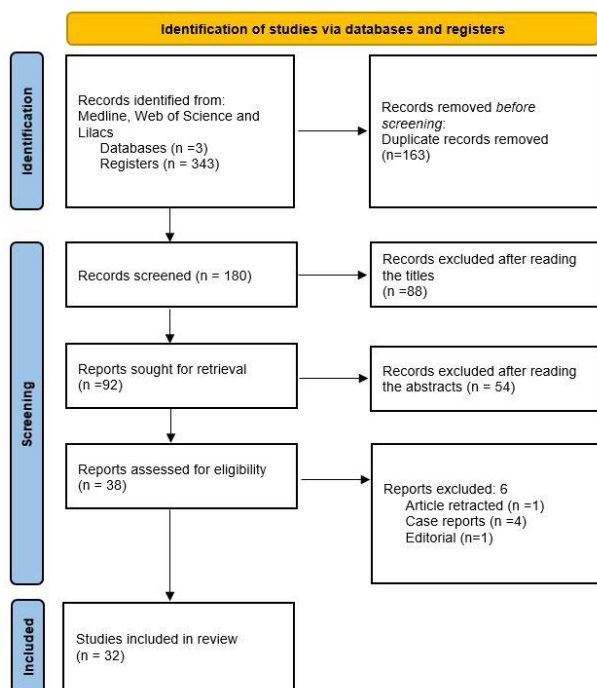 Identification of studies via databases and registers
Identification
Records identified from:
Medline, Web of Science and
Lilacs
Databases (n =3)
Registers (n = 343)
Records removed before
screening:
Duplicate records removed
(n=163)
Screening
Records screened (n = 180)
Records excluded after reading
the titles
(n =88)
Reports sought for retrieval
(n =92)
Records excluded after reading
the abstracts (n = 54)
Reports assessed for eligibility
(n = 38)
Reports excluded: 6
Article retracted (n =1)
Case reports (n =4)
Editorial (n=1)
Included
Studies included in review
(n = 32)